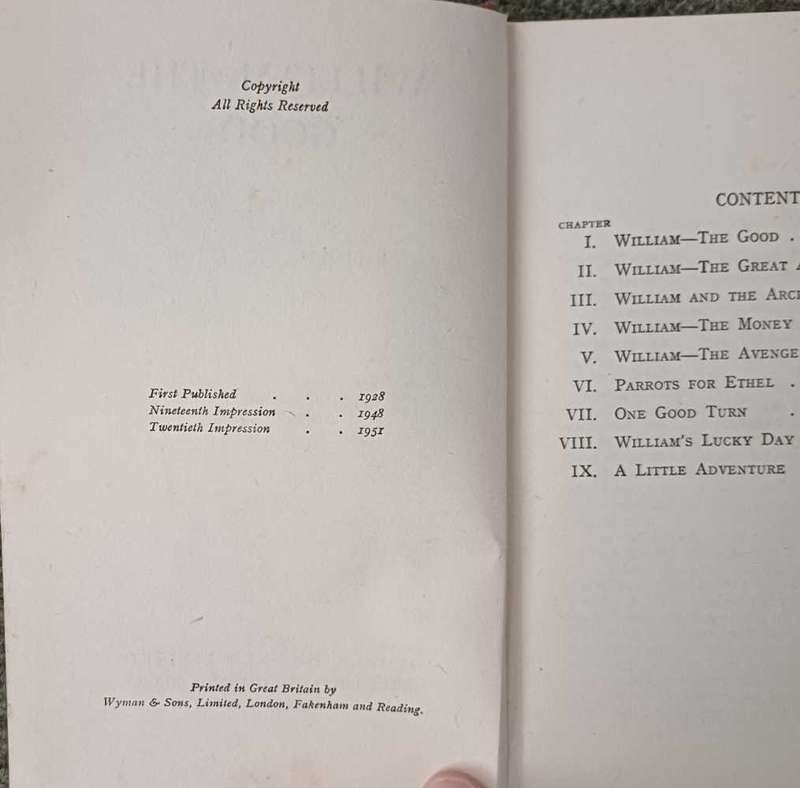 Copyright
All Rights Reserved
First Published . . . 1928
Nineteenth Impression . . 1948
Twentieth Impression . . 1951
Printed in Great Britain by
Wyman & Sons, Limited, London, Fakenham and Reading.
CONTENT
CHAPTER
I. WILLIAM—THE GOOD .
II. WILLIAM—THE GREAT
III. WILLIAM AND THE ARC
IV. WILLIAM—THE MONEY
V. WILLIAM—THE AVENGE
VI. PARROTS FOR ETHEL .
VII. ONE GOOD TURN .
VIII. WILLIAM'S LUCKY DAY
IX. A LITTLE ADVENTURE